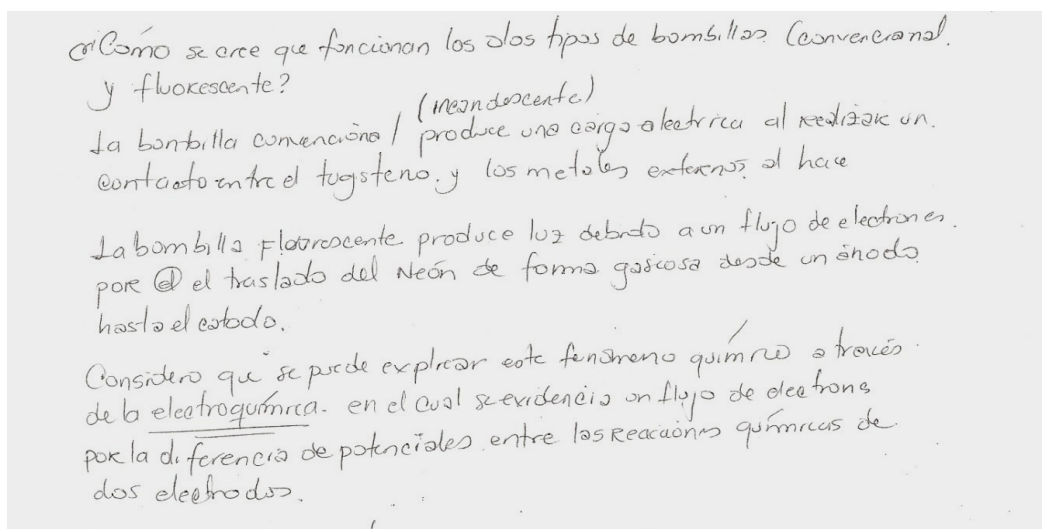 ¿Cómo se cree que funcionan los dos tipos de bombillas? (convencional.
y fluorescente?
(incandescente)
La bombilla convencional produce una carga electrica al realizar un.
contacto entre el tugsteno. y los metales externos, al hace
La bombilla Flourescente produce luz debido a un flujo de electrones.
por el traslado del Neón de forma gaseosa desde un ánodo
hasta el catodo.
Considero que se puede explicar este fenómeno químico a través
de la electroquímica. en el cual se evidencia un flujo de electrons
por la diferencia de potenciales entre las Reacciones químicas de
dos electrodos.